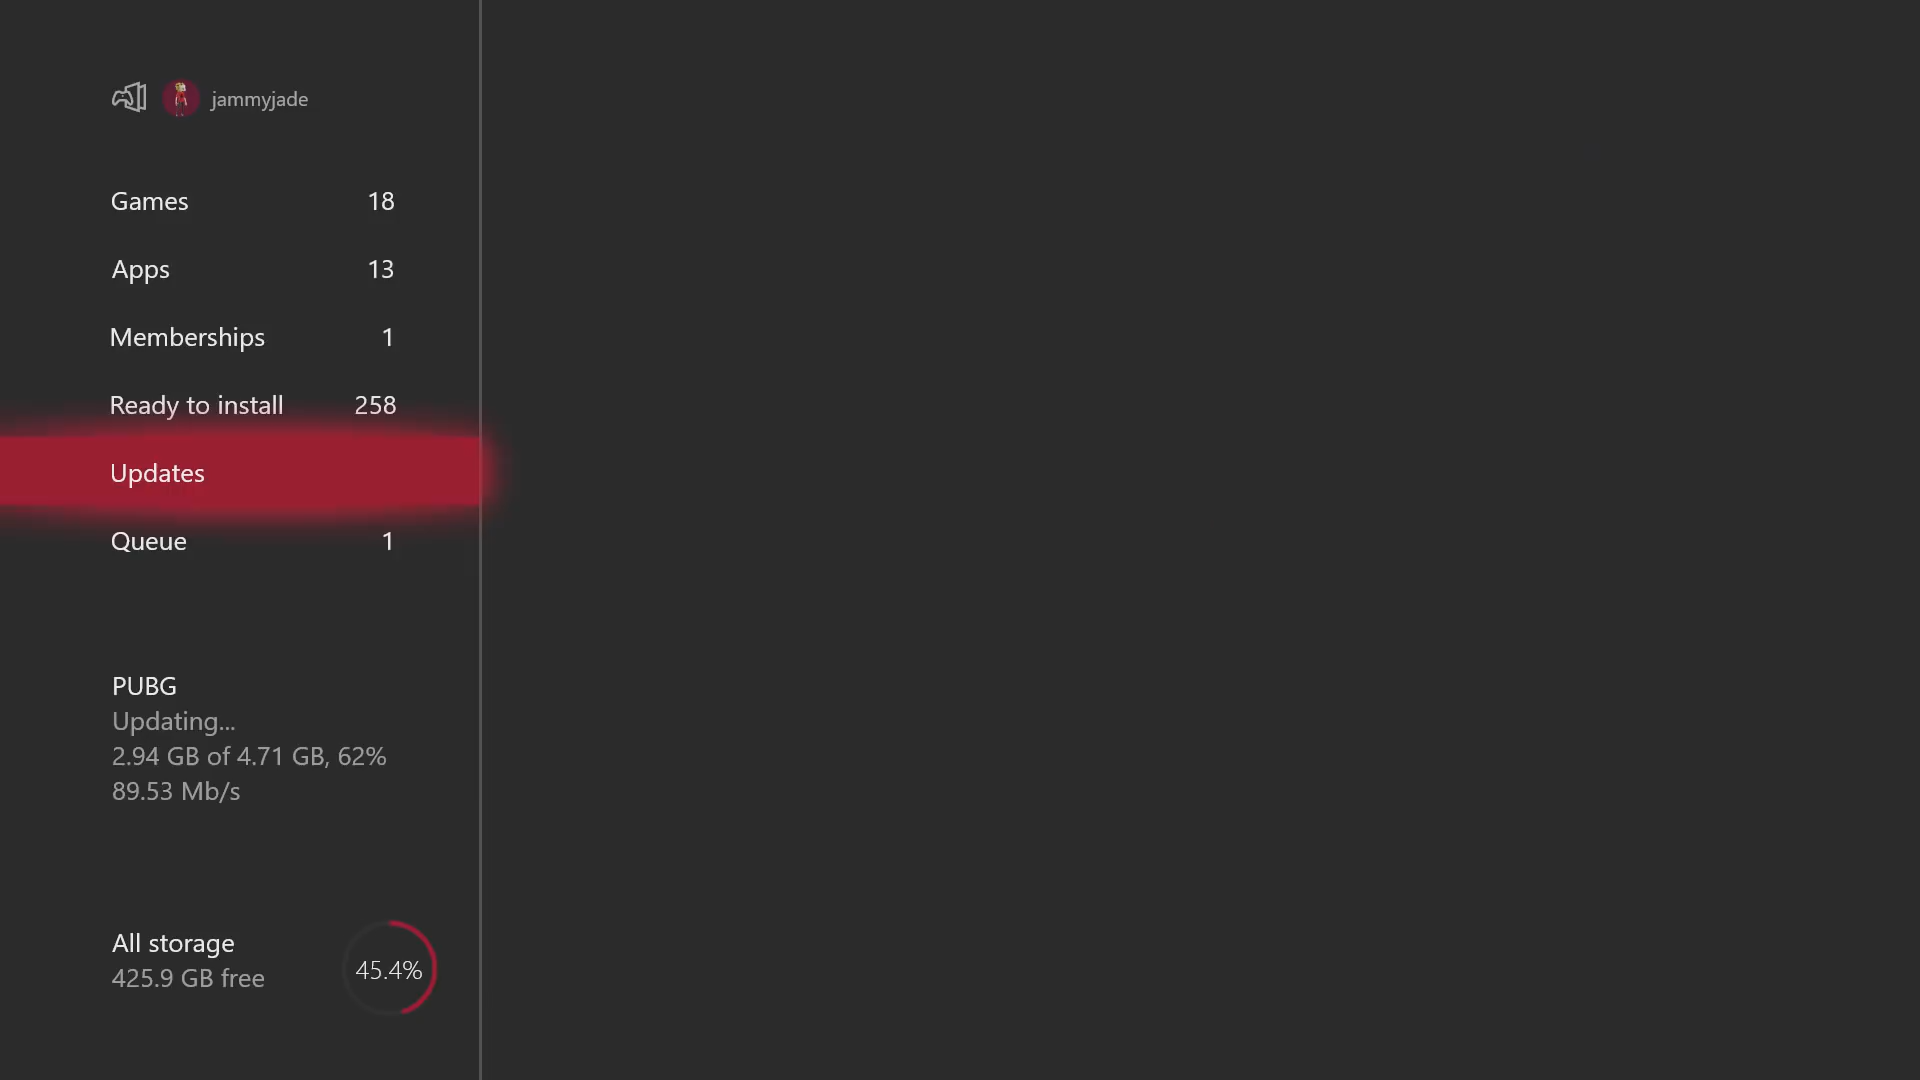 jammyjade
Games 18
Apps 13
Memberships 1
Ready to install 258
Updates
Queue 1
PUBG
Updating...
2.94 GB of 4.71 GB, 62%
89.53 Mb/s
All storage
425.9 GB free
45.4%